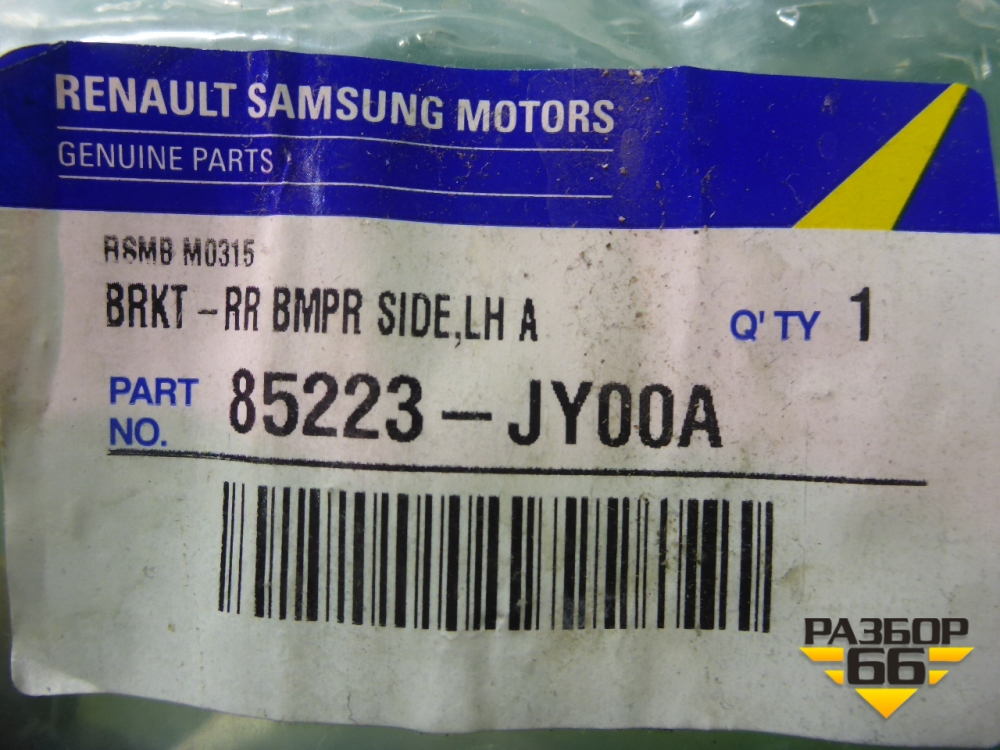 RENAULT SAMSUNG MOTORS
GENUINE PARTS
RSMB M0315
BRKT-RR BMPR SIDE,LH A
Q'TY 1
PART NO. 85223-JY00A
РАЗБОР
66